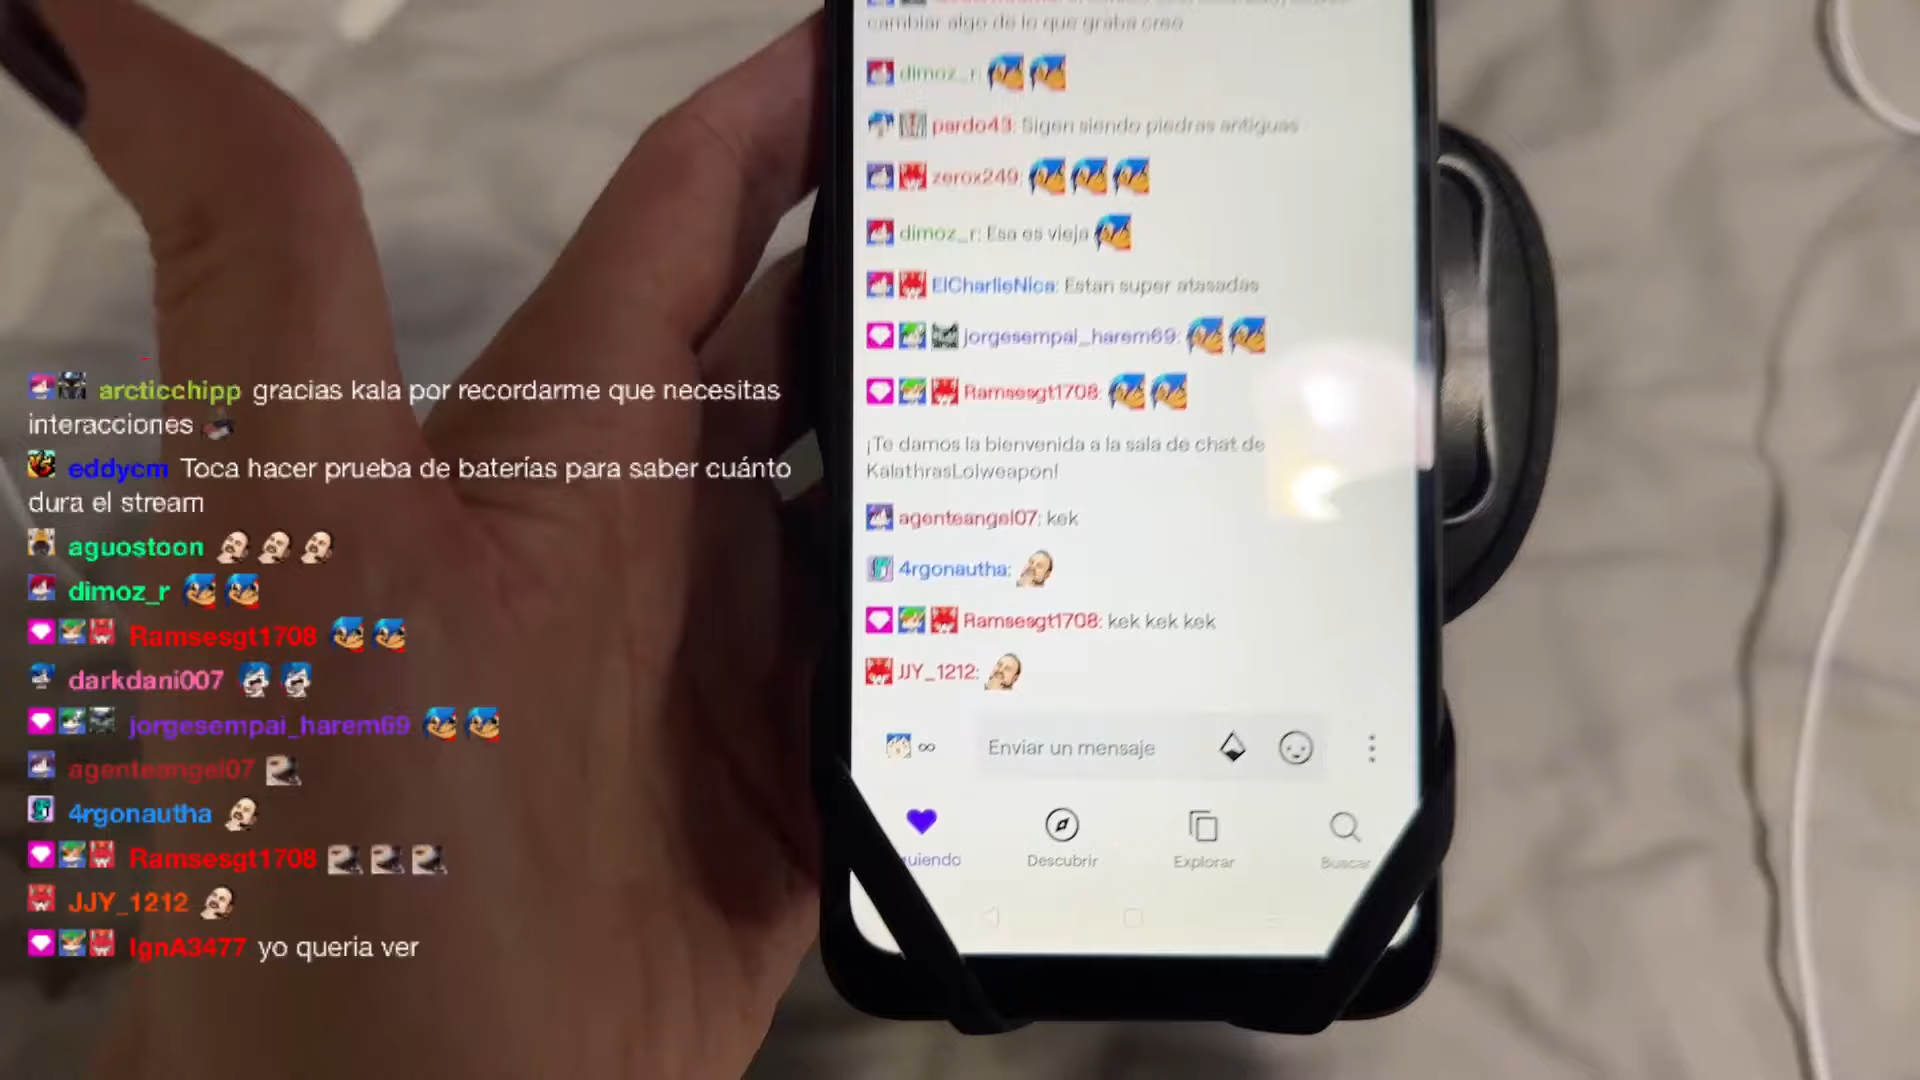 arcticchipp gracias kala por recordarme que necesitas
interacciones
eddycm Toca hacer prueba de baterías para saber cuánto
dura el stream
aguostoon
dimoz_r
Ramsesgt1708
darkdani007
jorgesempai_harem69
agenteangel07
4rgonautha
Ramsesgt1708
JJY_1212
IgnA3477 yo queria ver
cambiar algo de lo que graba creo
dimoz_r:
pardo43: Sigen siendo piedras antiguas
zerox249:
dimoz_r: Esa es vieja
ElCharlieNica: Estan super atasadas
jorgesempai_harem69:
Ramsesgt1708:
¡Te damos la bienvenida a la sala de chat de
KalathrasLolweapon!
agenteangel07: kek
4rgonautha:
Ramsesgt1708: kek kek kek
JJY_1212:
∞ Enviar un mensaje
uiendo Descubrir Explorar Buscar